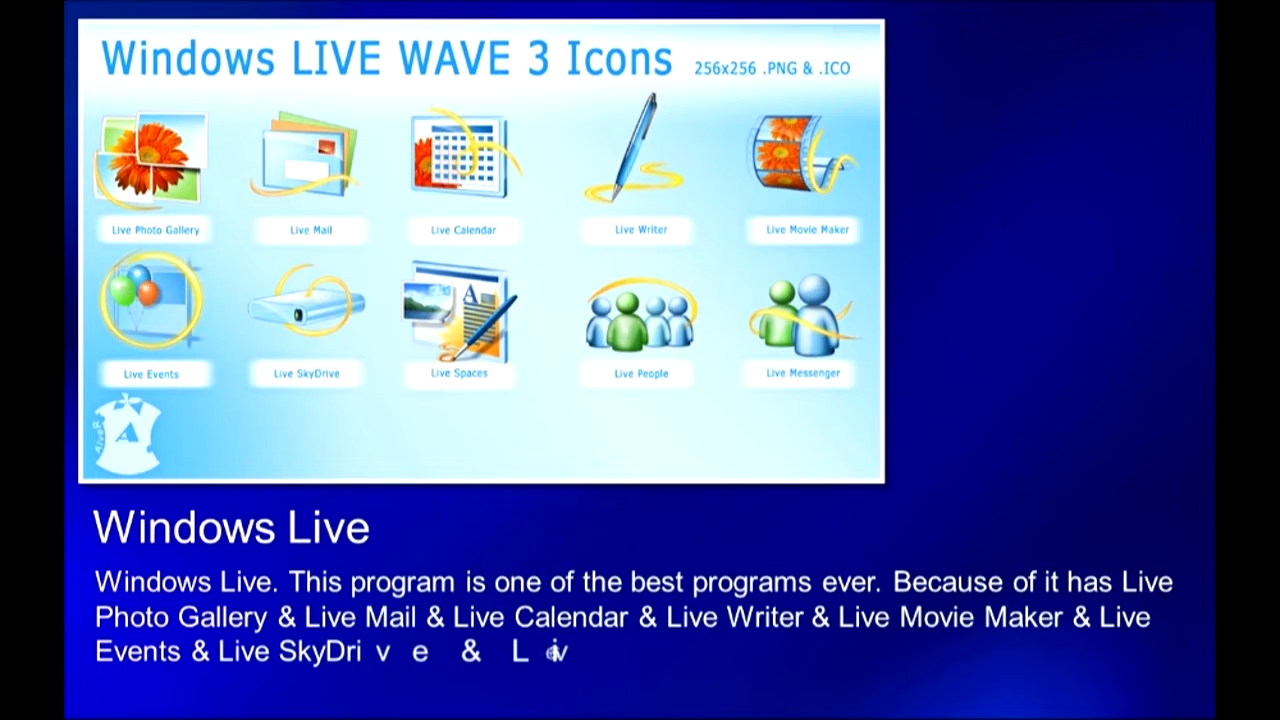 Windows LIVE WAVE 3 Icons 256x256 .PNG & .ICO
Live Photo Gallery Live Mail Live Calendar Live Writer Live Movie Maker
Live Events Live SkyDrive Live Spaces Live People Live Messenger
A
Windows Live
Windows Live. This program is one of the best programs ever. Because of it has Live
Photo Gallery & Live Mail & Live Calendar & Live Writer & Live Movie Maker & Live
Events & Live SkyDri v e & L